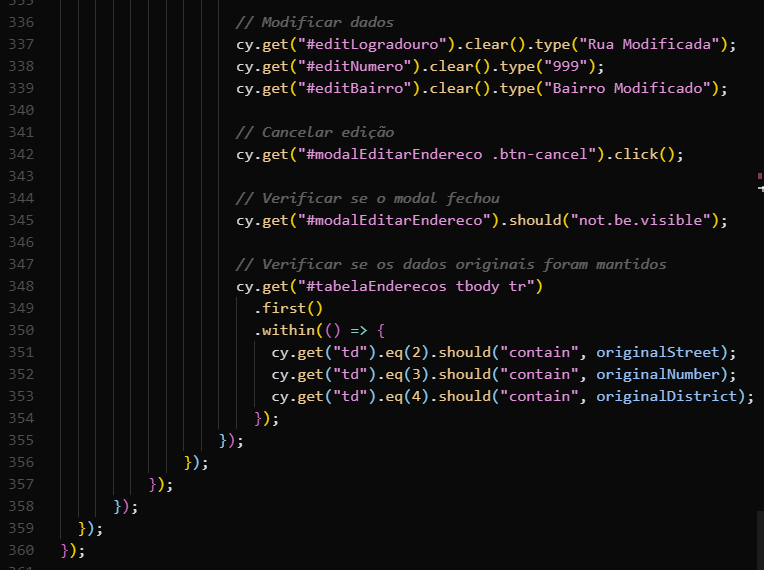 336 // Modificar dados
337 cy.get("#editLogradouro").clear().type("Rua Modificada");
338 cy.get("#editNumero").clear().type("999");
339 cy.get("#editBairro").clear().type("Bairro Modificado");
340
341 // Cancelar edição
342 cy.get("#modalEditarEndereco .btn-cancel").click();
343
344 // Verificar se o modal fechou
345 cy.get("#modalEditarEndereco").should("not.be.visible");
346
347 // Verificar se os dados originais foram mantidos
348 cy.get("#tabelaEnderecos tbody tr")
349 .first()
350 .within(() => {
351 cy.get("td").eq(2).should("contain", originalStreet);
352 cy.get("td").eq(3).should("contain", originalNumber);
353 cy.get("td").eq(4).should("contain", originalDistrict);
354 });
355 });
356 });
357 });
358 });
359 });
360 });